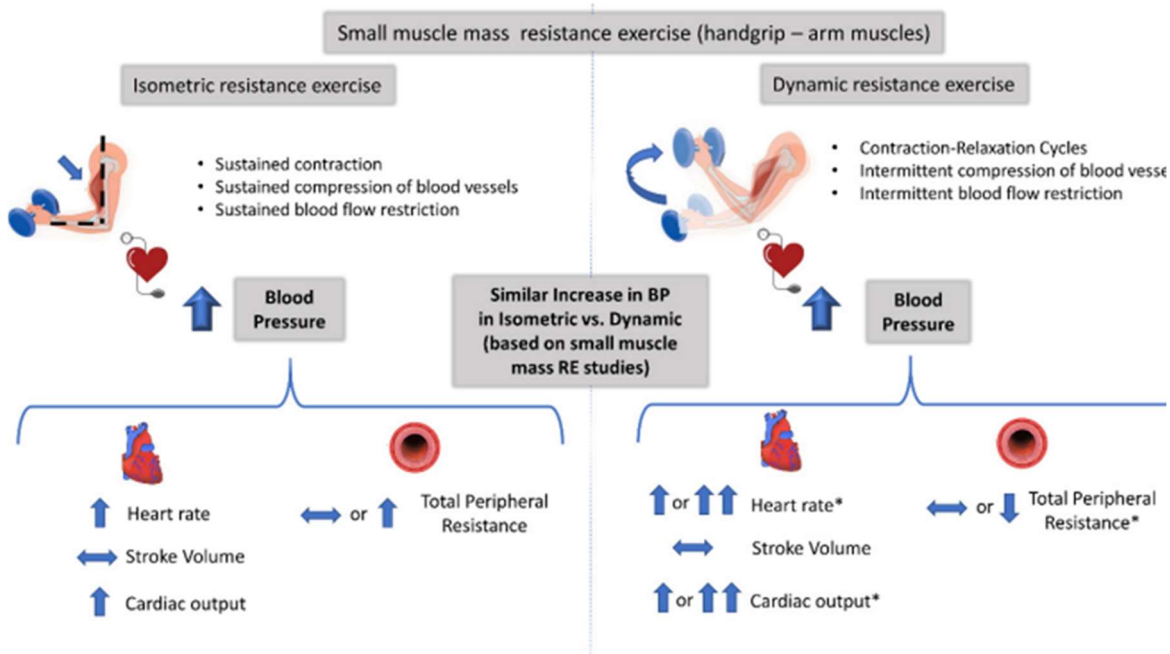 Small muscle mass resistance exercise (handgrip – arm muscles)
Isometric resistance exercise
• Sustained contraction
• Sustained compression of blood vessels
• Sustained blood flow restriction
Blood
Pressure
Heart rate
Stroke Volume
Cardiac output
or
Total Peripheral
Resistance
Similar Increase in BP
in Isometric vs. Dynamic
(based on small muscle
mass RE studies)
Dynamic resistance exercise
• Contraction-Relaxation Cycles
• Intermittent compression of blood vesse
• Intermittent blood flow restriction
Blood
Pressure
or Heart rate*
Stroke Volume
or Cardiac output*
or
Total Peripheral
Resistance*